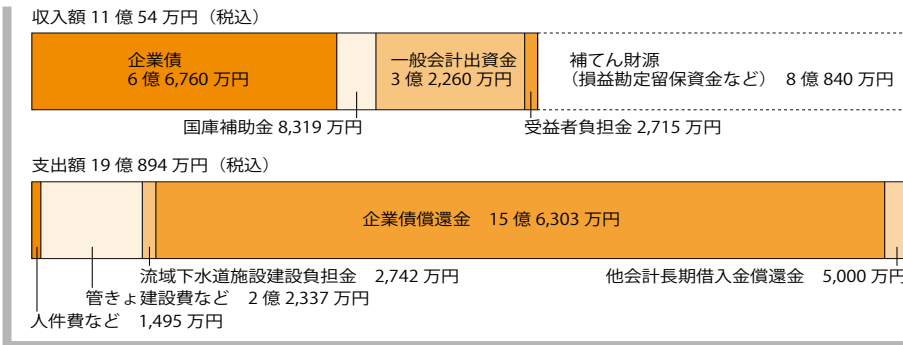 収入額 11 億 54 万円（税込）
企業債
6 億 6,760 万円
一般会計出資金
3 億 2,260 万円
補てん財源
（損益勘定留保資金など） 8 億 840 万円
国庫補助金 8,319 万円
受益者負担金 2,715 万円
支出額 19 億 894 万円（税込）
企業債償還金 15 億 6,303 万円
流域下水道施設建設負担金 2,742 万円
他会計長期借入金償還金 5,000 万円
管きょ建設費など 2 億 2,337 万円
人件費など 1,495 万円